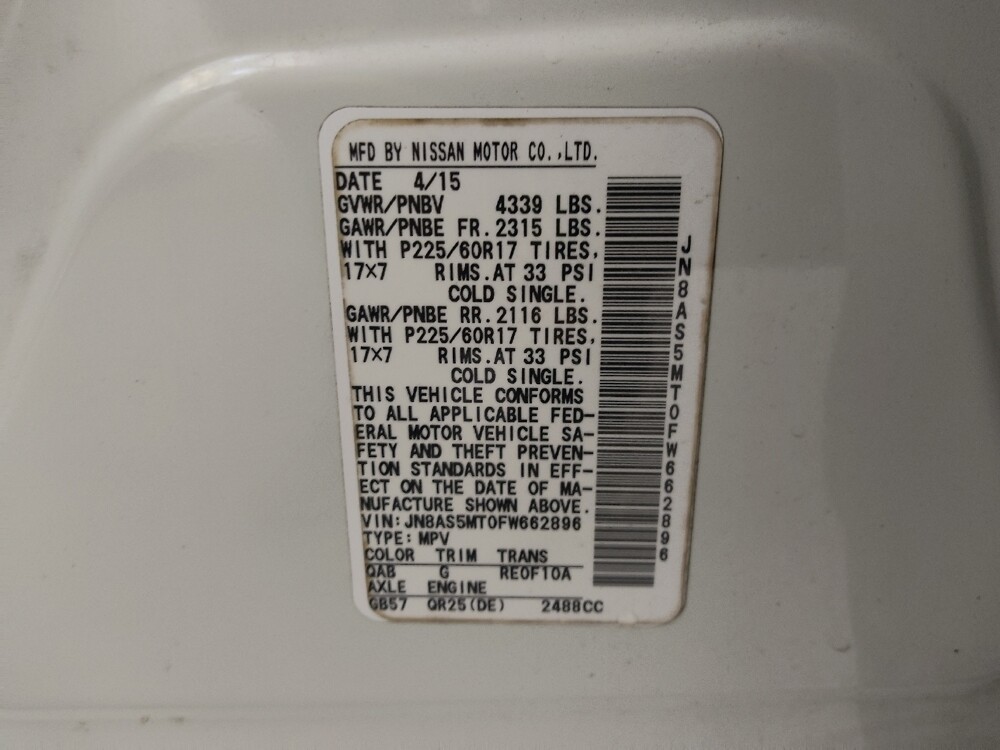 MFD BY NISSAN MOTOR CO.,LTD.
DATE 4/15
GVWR/PNBV 4339 LBS.
GAWR/PNBE FR. 2315 LBS.
WITH P225/60R17 TIRES,
17×7 RIMS.AT 33 PSI
COLD SINGLE.
GAWR/PNBE RR. 2116 LBS.
WITH P225/60R17 TIRES,
17×7 RIMS.AT 33 PSI
COLD SINGLE.
THIS VEHICLE CONFORMS
TO ALL APPLICABLE FED-
ERAL MOTOR VEHICLE SA-
FETY AND THEFT PREVEN-
TION STANDARDS IN EFF-
ECT ON THE DATE OF MA-
NUFACTURE SHOWN ABOVE.
VIN:JN8AS5MT0FW662896
TYPE:MPV
COLOR TRIM TRANS
QAB G RE0F10A
AXLE ENGINE
GB57 QR25(DE) 2488CC
JN8AS5MT0FW662896